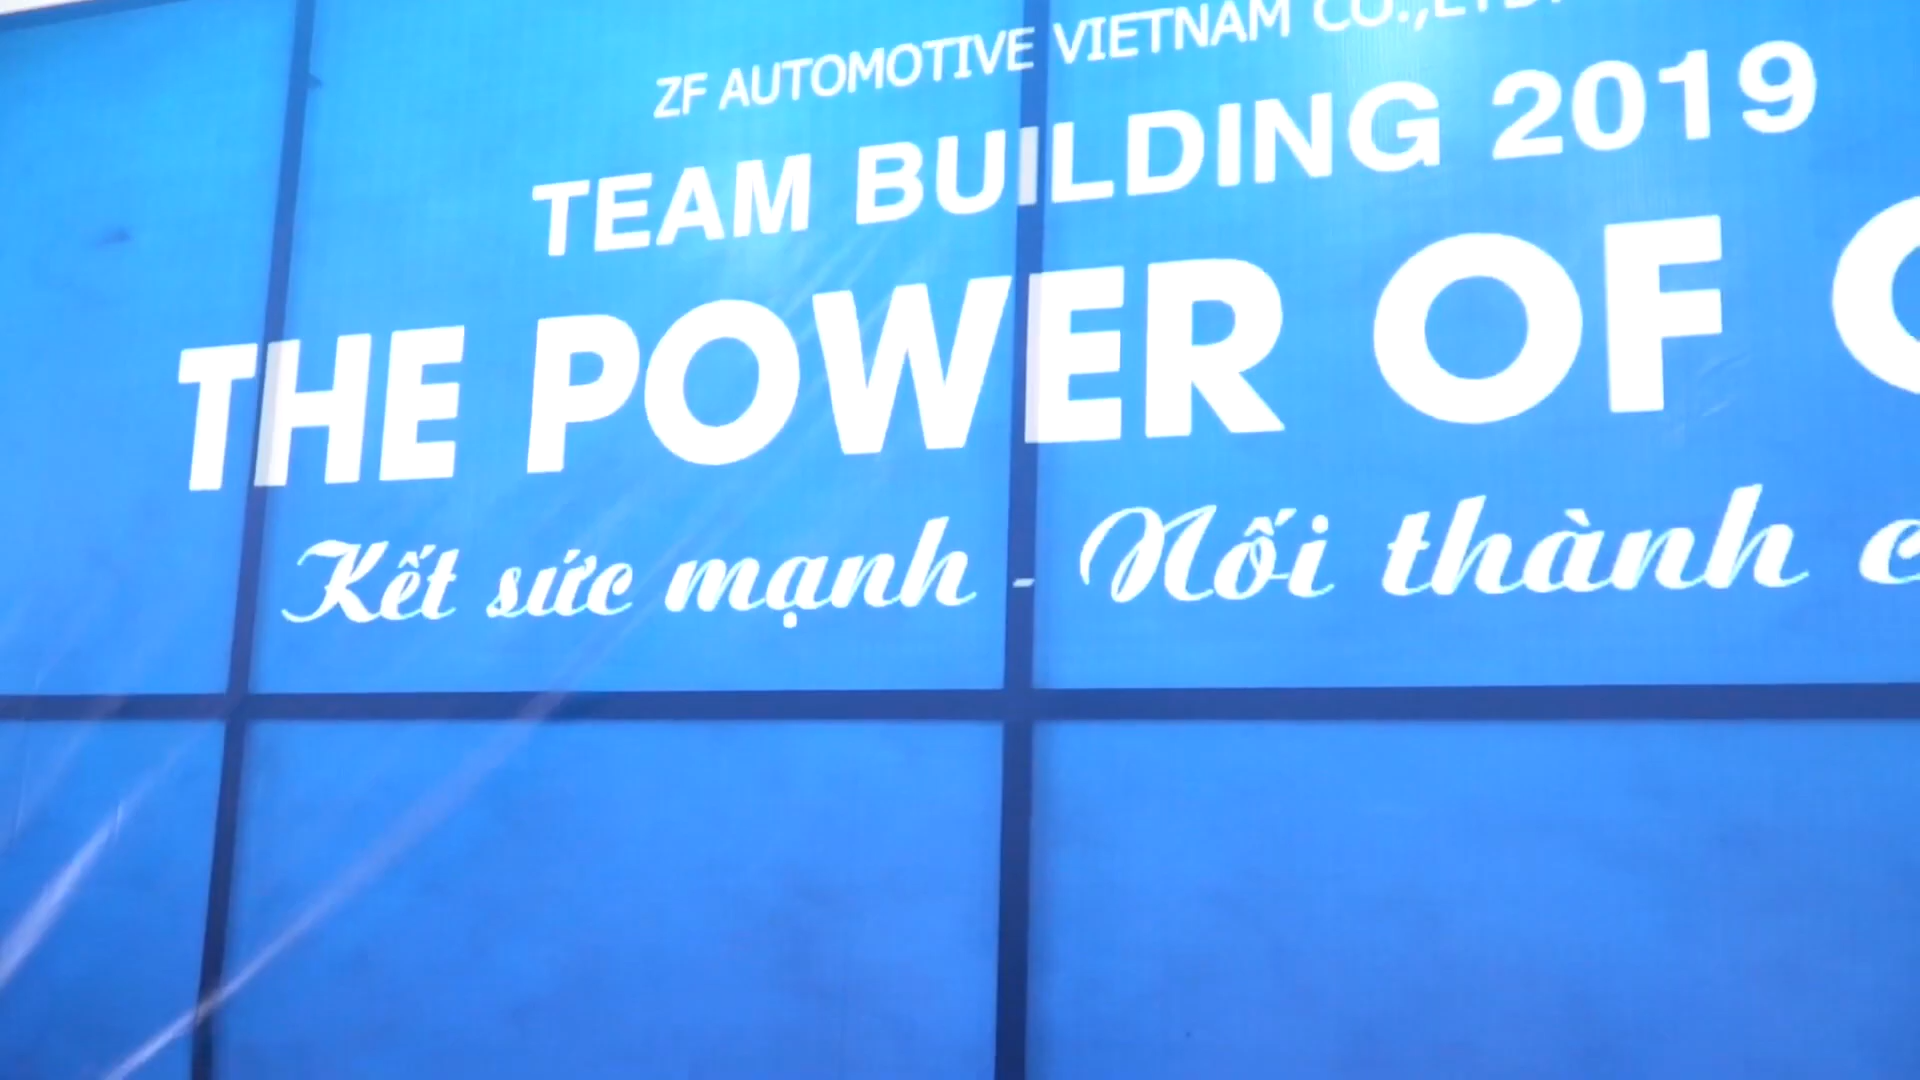 ZF AUTOMOTIVE VIETNAM CO.,LTD.
TEAM BUILDING 2019
THE POWER OF
Kết sức mạnh - Nối thành